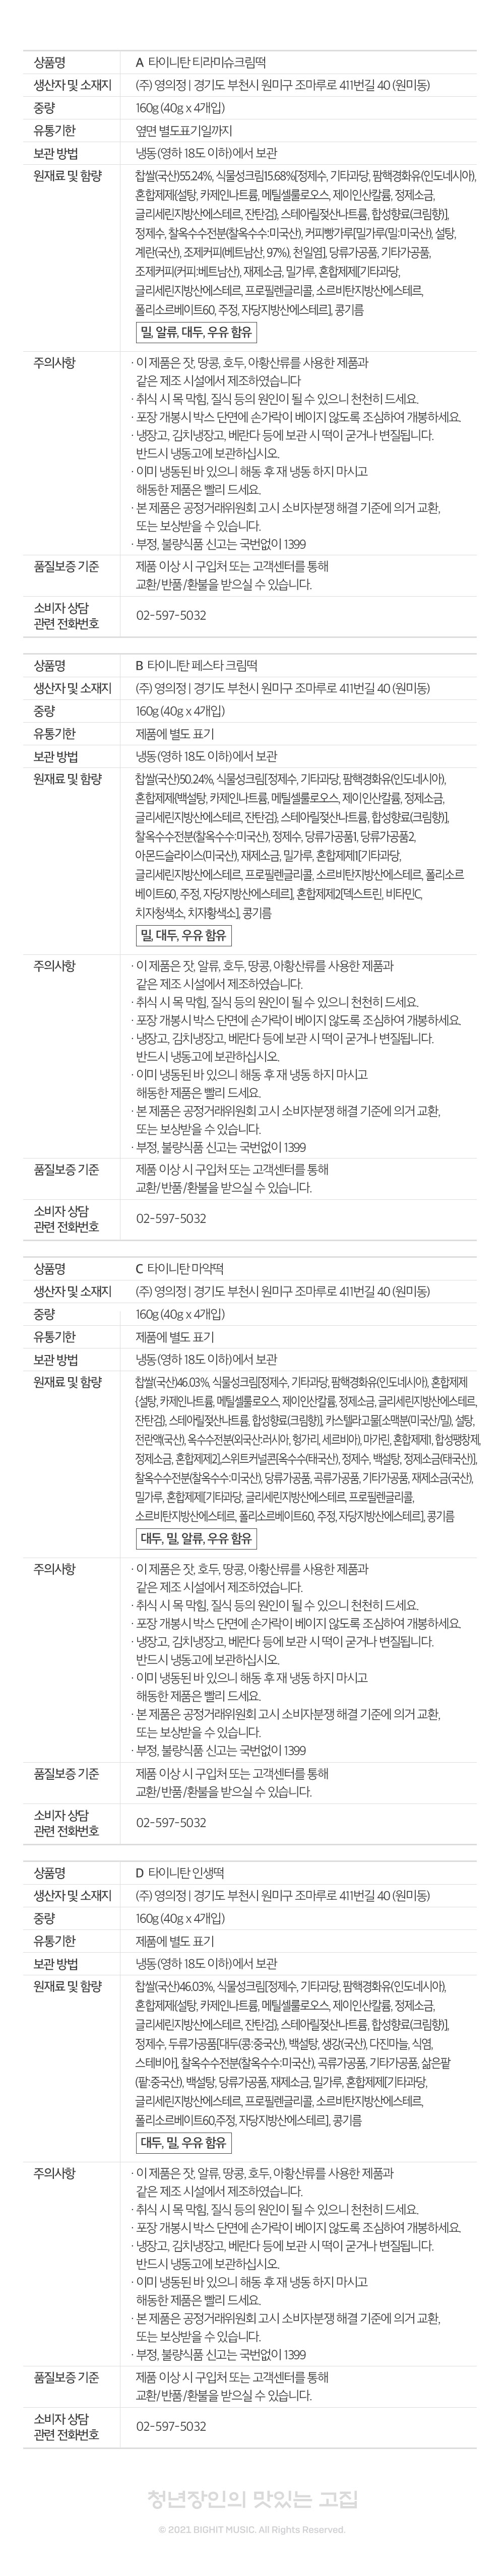 상품명 A 타이니탄 티라미슈크림떡
생산자 및 소재지 (주) 영의정 | 경기도 부천시 원미구 조마루로 411번길 40 (원미동)
중량 160g (40g x 4개입)
유통기한 옆면 별도표기일까지
보관 방법 냉동(영하 18도 이하)에서 보관
원재료 및 함량 찹쌀(국산)55.24%, 식물성크림15.68%{정제수, 기타과당, 팜핵경화유(인도네시아),
혼합제제(설탕, 카제인나트륨, 메틸셀룰로오스, 제이인산칼륨, 정제소금,
글리세린지방산에스테르, 잔탄검), 스테아릴젖산나트륨, 합성향료(크림향)],
정제수, 찰옥수수전분(찰옥수수:미국산), 커피빵가루[밀가루(밀:미국산), 설탕,
계란(국산), 조제커피(베트남산, 97%), 천일염], 당류가공품, 기타가공품,
조제커피(커피:베트남산), 재제소금, 밀가루, 혼합제제[기타과당,
글리세린지방산에스테르, 프로필렌글리콜, 소르비탄지방산에스테르,
폴리소르베이트60, 주정, 자당지방산에스테르], 콩기름
밀, 알류, 대두, 우유 함유
주의사항 · 이 제품은 잣, 땅콩, 호두, 아황산류를 사용한 제품과
같은 제조 시설에서 제조하였습니다
· 취식 시 목 막힘, 질식 등의 원인이 될 수 있으니 천천히 드세요.
· 포장 개봉시 박스 단면에 손가락이 베이지 않도록 조심하여 개봉하세요.
· 냉장고, 김치냉장고, 베란다 등에 보관 시 떡이 굳거나 변질됩니다.
반드시 냉동고에 보관하십시오.
· 이미 냉동된 바 있으니 해동 후 재 냉동 하지 마시고
해동한 제품은 빨리 드세요.
· 본 제품은 공정거래위원회 고시 소비자분쟁 해결 기준에 의거 교환,
또는 보상받을 수 있습니다.
· 부정, 불량식품 신고는 국번없이 1399
품질보증 기준 제품 이상 시 구입처 또는 고객센터를 통해
교환/반품/환불을 받으실 수 있습니다.
소비자 상담
관련 전화번호 02-597-5032
상품명 B 타이니탄 페스타 크림떡
생산자 및 소재지 (주) 영의정 | 경기도 부천시 원미구 조마루로 411번길 40 (원미동)
중량 160g (40g x 4개입)
유통기한 제품에 별도 표기
보관 방법 냉동(영하 18도 이하)에서 보관
원재료 및 함량 찹쌀(국산)50.24%, 식물성크림[정제수, 기타과당, 팜핵경화유(인도네시아),
혼합제제(백설탕, 카제인나트륨, 메틸셀룰로오스, 제이인산칼륨, 정제소금,
글리세린지방산에스테르, 잔탄검), 스테아릴젖산나트륨, 합성향료(크림향)],
찰옥수수전분(찰옥수수:미국산), 정제수, 당류가공품1, 당류가공품2,
아몬드슬라이스(미국산), 재제소금, 밀가루, 혼합제제1[기타과당,
글리세린지방산에스테르, 프로필렌글리콜, 소르비탄지방산에스테르, 폴리소르
베이트60, 주정, 자당지방산에스테르], 혼합제제2[덱스트린, 비타민C,
치자청색소, 치자황색소], 콩기름
밀, 대두, 우유 함유
주의사항 · 이 제품은 잣, 알류, 호두, 땅콩, 아황산류를 사용한 제품과
같은 제조 시설에서 제조하였습니다.
· 취식 시 목 막힘, 질식 등의 원인이 될 수 있으니 천천히 드세요.
· 포장 개봉시 박스 단면에 손가락이 베이지 않도록 조심하여 개봉하세요.
· 냉장고, 김치냉장고, 베란다 등에 보관 시 떡이 굳거나 변질됩니다.
반드시 냉동고에 보관하십시오.
· 이미 냉동된 바 있으니 해동 후 재 냉동 하지 마시고
해동한 제품은 빨리 드세요.
· 본 제품은 공정거래위원회 고시 소비자분쟁 해결 기준에 의거 교환,
또는 보상받을 수 있습니다.
· 부정, 불량식품 신고는 국번없이 1399
품질보증 기준 제품 이상 시 구입처 또는 고객센터를 통해
교환/반품/환불을 받으실 수 있습니다.
소비자 상담
관련 전화번호 02-597-5032
상품명 C 타이니탄 마약떡
생산자 및 소재지 (주) 영의정 | 경기도 부천시 원미구 조마루로 411번길 40 (원미동)
중량 160g (40g x 4개입)
유통기한 제품에 별도 표기
보관 방법 냉동(영하 18도 이하)에서 보관
원재료 및 함량 찹쌀(국산)46.03%, 식물성크림[정제수, 기타과당, 팜핵경화유(인도네시아), 혼합제제
{설탕, 카제인나트륨, 메틸셀룰로오스, 제이인산칼륨, 정제소금, 글리세린지방산에스테르,
잔탄검}, 스테아릴젖산나트륨, 합성향료(크림향)], 카스텔라고물[소맥분(미국산/밀), 설탕,
전란액(국산), 옥수수전분(외국산:러시아, 헝가리, 세르비아), 마가린, 혼합제제1, 합성팽창제,
정제소금, 혼합제제2],스위트커널콘[옥수수(태국산), 정제수, 백설탕, 정제소금(태국산)],
찰옥수수전분(찰옥수수:미국산), 당류가공품, 곡류가공품, 기타가공품, 재제소금(국산),
밀가루, 혼합제제[기타과당, 글리세린지방산에스테르, 프로필렌글리콜,
소르비탄지방산에스테르, 폴리소르베이트60, 주정, 자당지방산에스테르], 콩기름
대두, 밀, 알류, 우유 함유
주의사항 · 이 제품은 잣, 호두, 땅콩, 아황산류를 사용한 제품과
같은 제조 시설에서 제조하였습니다.
· 취식 시 목 막힘, 질식 등의 원인이 될 수 있으니 천천히 드세요.
· 포장 개봉시 박스 단면에 손가락이 베이지 않도록 조심하여 개봉하세요.
· 냉장고, 김치냉장고, 베란다 등에 보관 시 떡이 굳거나 변질됩니다.
반드시 냉동고에 보관하십시오.
· 이미 냉동된 바 있으니 해동 후 재 냉동 하지 마시고
해동한 제품은 빨리 드세요.
· 본 제품은 공정거래위원회 고시 소비자분쟁 해결 기준에 의거 교환,
또는 보상받을 수 있습니다.
· 부정, 불량식품 신고는 국번없이 1399
품질보증 기준 제품 이상 시 구입처 또는 고객센터를 통해
교환/반품/환불을 받으실 수 있습니다.
소비자 상담
관련 전화번호 02-597-5032
상품명 D 타이니탄 인생떡
생산자 및 소재지 (주) 영의정 | 경기도 부천시 원미구 조마루로 411번길 40 (원미동)
중량 160g (40g x 4개입)
유통기한 제품에 별도 표기
보관 방법 냉동(영하 18도 이하)에서 보관
원재료 및 함량 찹쌀(국산)46.03%, 식물성크림[정제수, 기타과당, 팜핵경화유(인도네시아),
혼합제제(설탕, 카제인나트륨, 메틸셀룰로오스, 제이인산칼륨, 정제소금,
글리세린지방산에스테르, 잔탄검), 스테아릴젖산나트륨, 합성향료(크림향)],
정제수, 두류가공품[대두(콩:중국산), 백설탕, 생강(국산), 다진마늘, 식염,
스테비아], 찰옥수수전분(찰옥수수:미국산), 곡류가공품, 기타가공품, 삶은팥
(팥:중국산), 백설탕, 당류가공품, 재제소금, 밀가루, 혼합제제[기타과당,
글리세린지방산에스테르, 프로필렌글리콜, 소르비탄지방산에스테르,
폴리소르베이트60,주정, 자당지방산에스테르], 콩기름
대두, 밀, 우유 함유
주의사항 · 이 제품은 잣, 알류, 땅콩, 호두, 아황산류를 사용한 제품과
같은 제조 시설에서 제조하였습니다.
· 취식 시 목 막힘, 질식 등의 원인이 될 수 있으니 천천히 드세요.
· 포장 개봉시 박스 단면에 손가락이 베이지 않도록 조심하여 개봉하세요.
· 냉장고, 김치냉장고, 베란다 등에 보관 시 떡이 굳거나 변질됩니다.
반드시 냉동고에 보관하십시오.
· 이미 냉동된 바 있으니 해동 후 재 냉동 하지 마시고
해동한 제품은 빨리 드세요.
· 본 제품은 공정거래위원회 고시 소비자분쟁 해결 기준에 의거 교환,
또는 보상받을 수 있습니다.
· 부정, 불량식품 신고는 국번없이 1399
품질보증 기준 제품 이상 시 구입처 또는 고객센터를 통해
교환/반품/환불을 받으실 수 있습니다.
소비자 상담
관련 전화번호 02-597-5032
청년장인의 맛있는 고집
© 2021 BIGHIT MUSIC. All Rights Reserved.